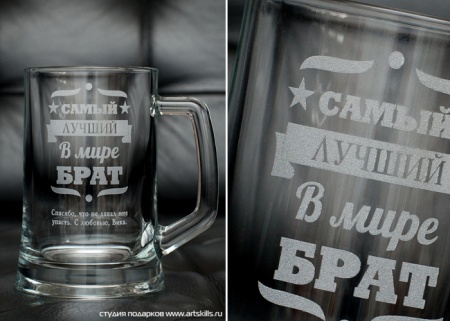 САМЫЙ
ЛУЧШИЙ
В мире
БРАТ
Спасибо, что не давал мне
упасть. С любовью, Вика.
студия подарков www.artskills.ru
САМЫЙ
ЛУЧШИЙ
В мире
БРАТ